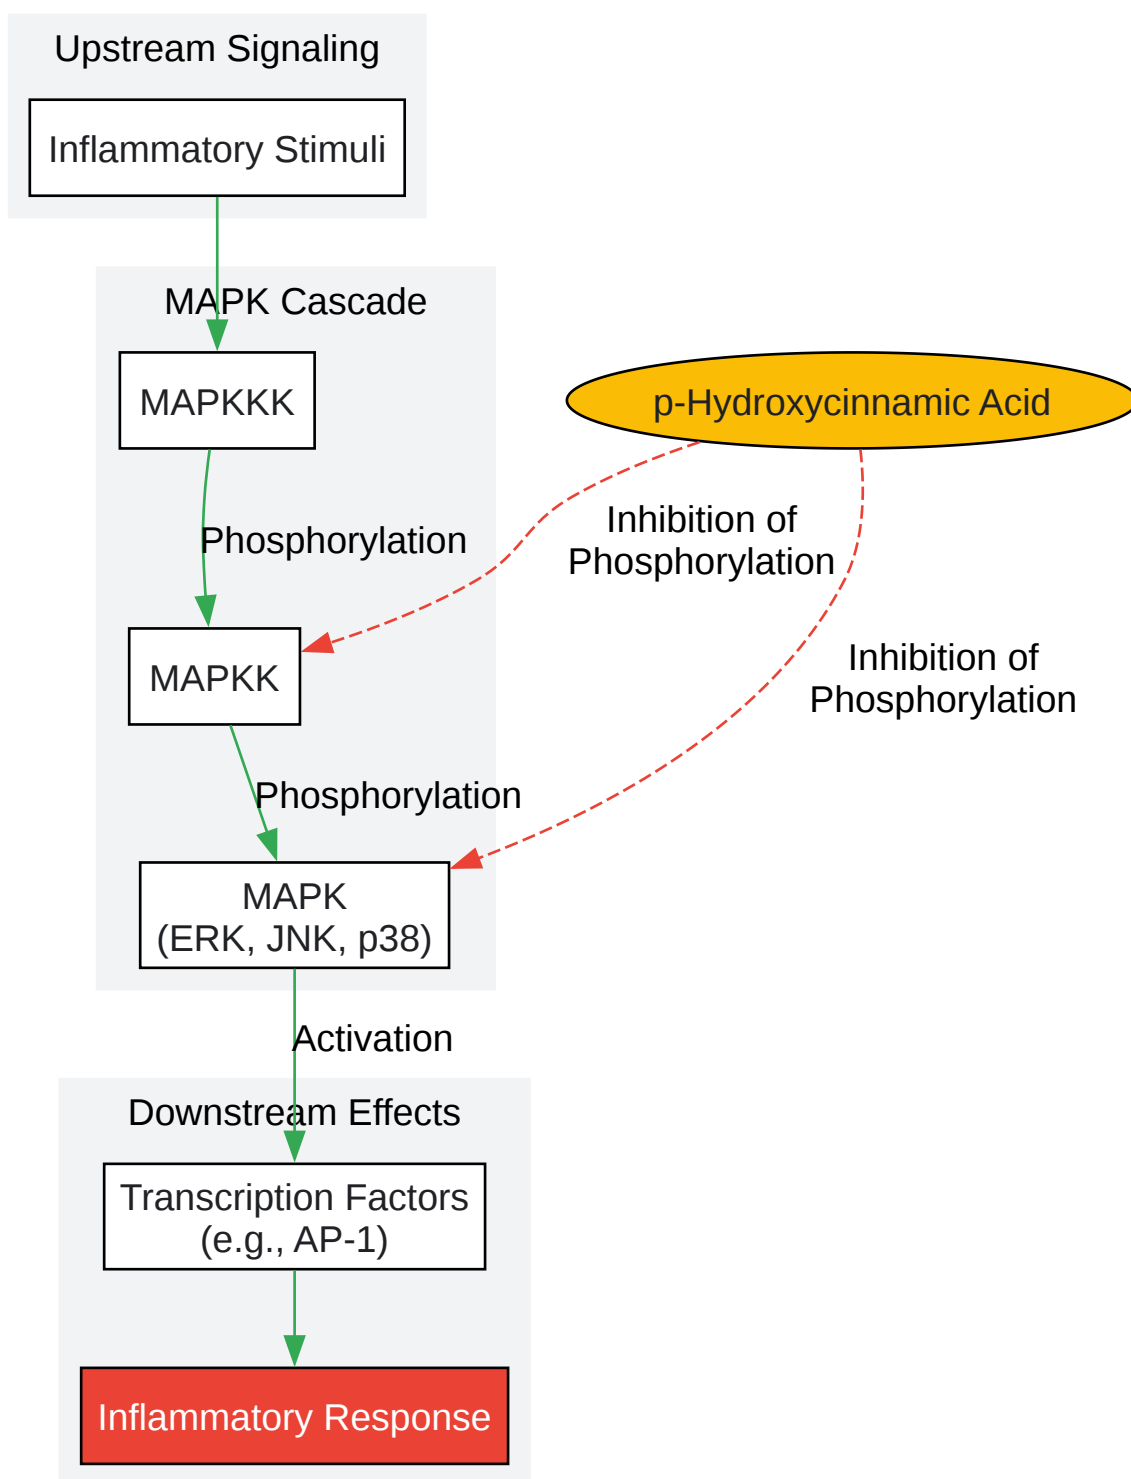 Upstream Signaling
Inflammatory Stimuli
MAPK Cascade
MAPKKK
p-Hydroxycinnamic Acid
Phosphorylation
Inhibition of
Phosphorylation
MAPKK
Inhibition of
Phosphorylation
Phosphorylation
MAPK
(ERK, JNK, p38)
Activation
Downstream Effects
Transcription Factors
(e.g., AP-1)
Inflammatory Response